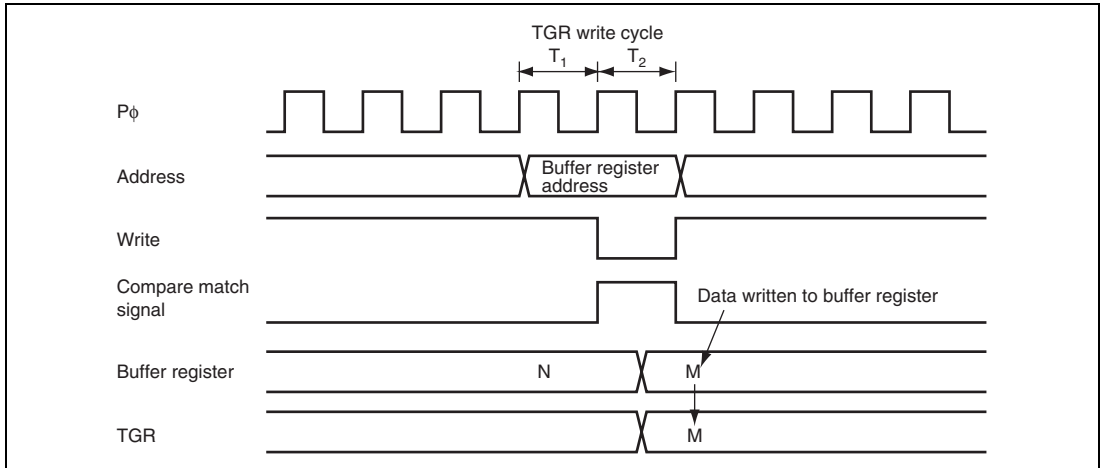 TGR write cycle
T1 T2
Pϕ
Address
Buffer register
address
Write
Compare match
signal
Data written to buffer register
Buffer register
N
M
TGR
M